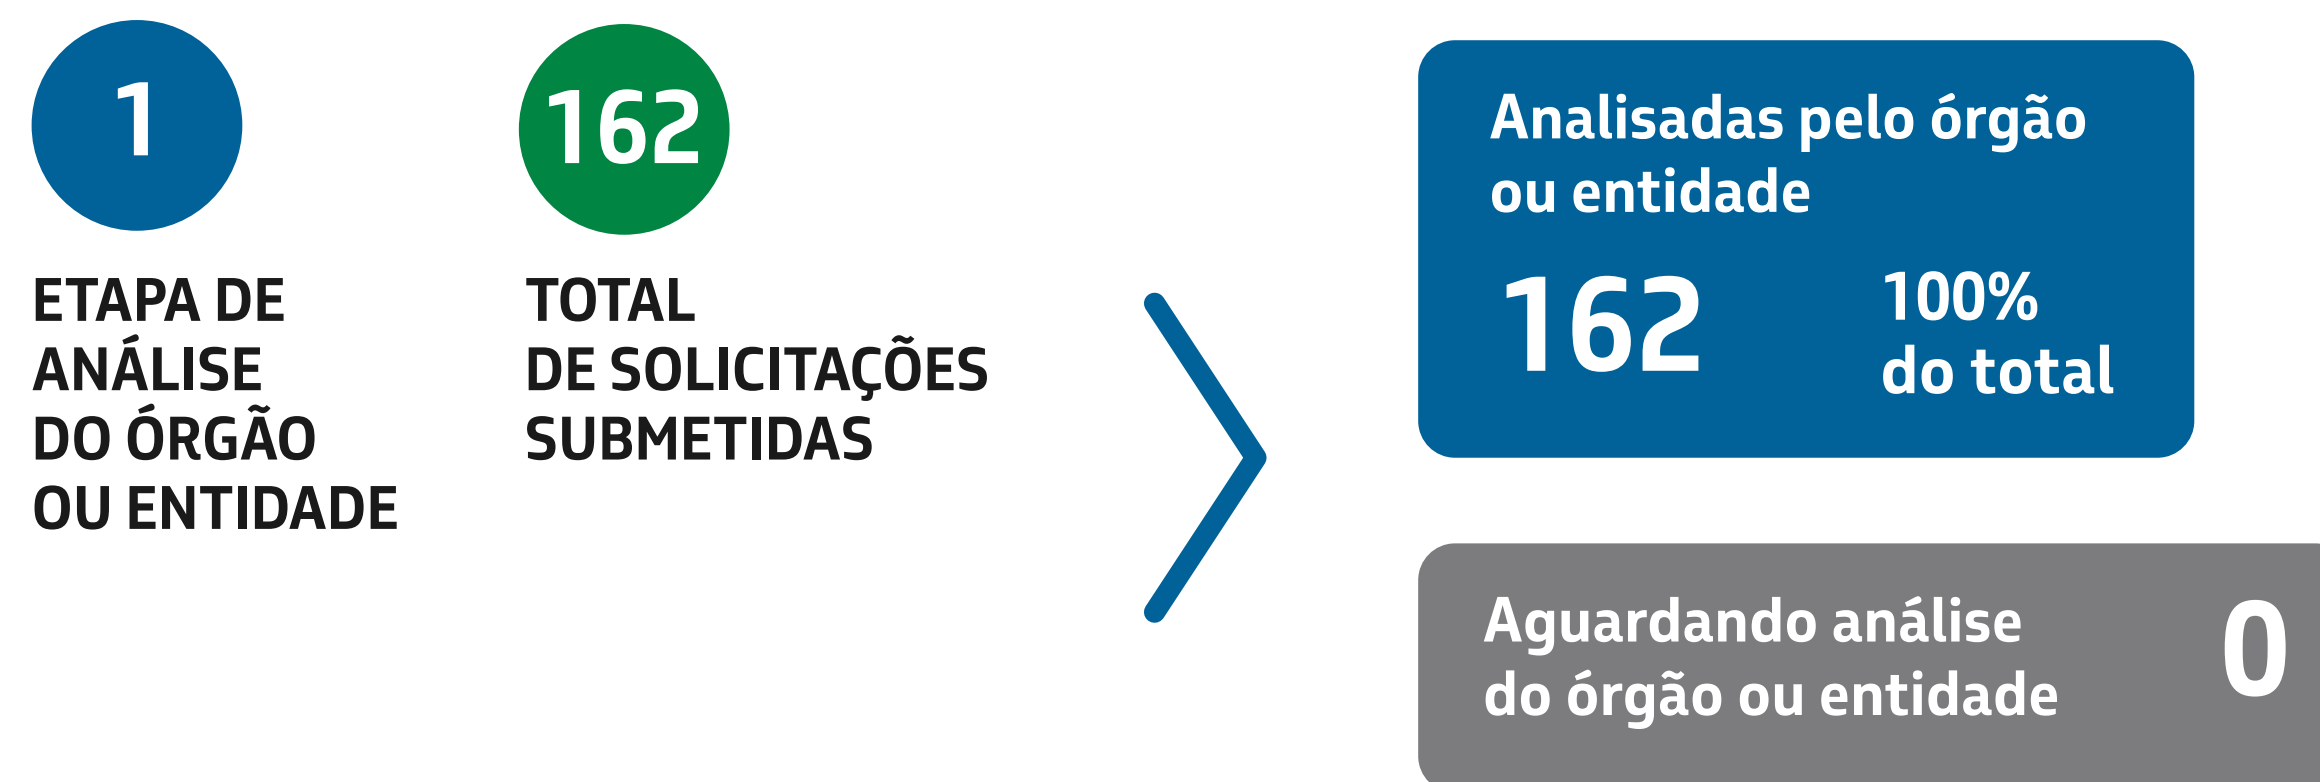 1
ETAPA DE
ANÁLISE
DO ÓRGÃO
OU ENTIDADE
162
TOTAL
DE SOLICITAÇÕES
SUBMETIDAS
Analisadas pelo órgão
ou entidade
162
100%
do total
Aguardando análise
do órgão ou entidade
0